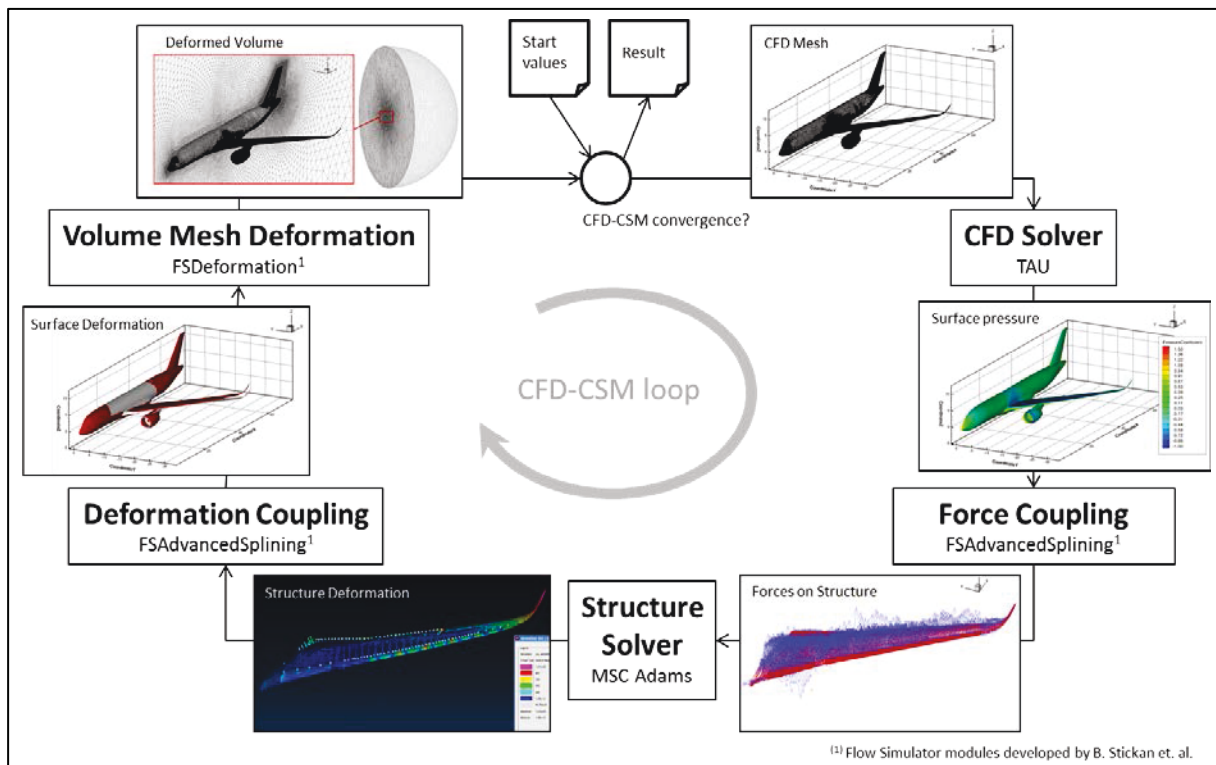 Deformed Volume
Start
values
Result
CFD Mesh
CFD-CSM convergence?
Volume Mesh Deformation
FSDeformation¹
CFD Solver
TAU
Surface Deformation
Surface pressure
CFD-CSM loop
Deformation Coupling
FSAdvancedSplining¹
Force Coupling
FSAdvancedSplining¹
Structure Deformation
Structure
Solver
MSC Adams
Forces on Structure
⁽¹⁾ Flow Simulator modules developed by B. Stickan et. al.